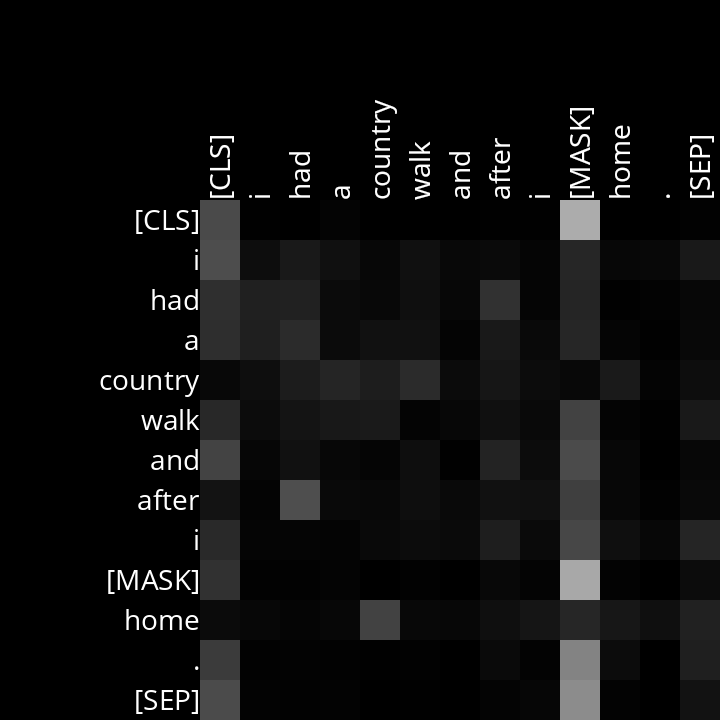 [CLS] i had a country walk and after i [MASK] home . [SEP]
[CLS]
i
had
a
country
walk
and
after
i
[MASK]
home
.
[SEP]